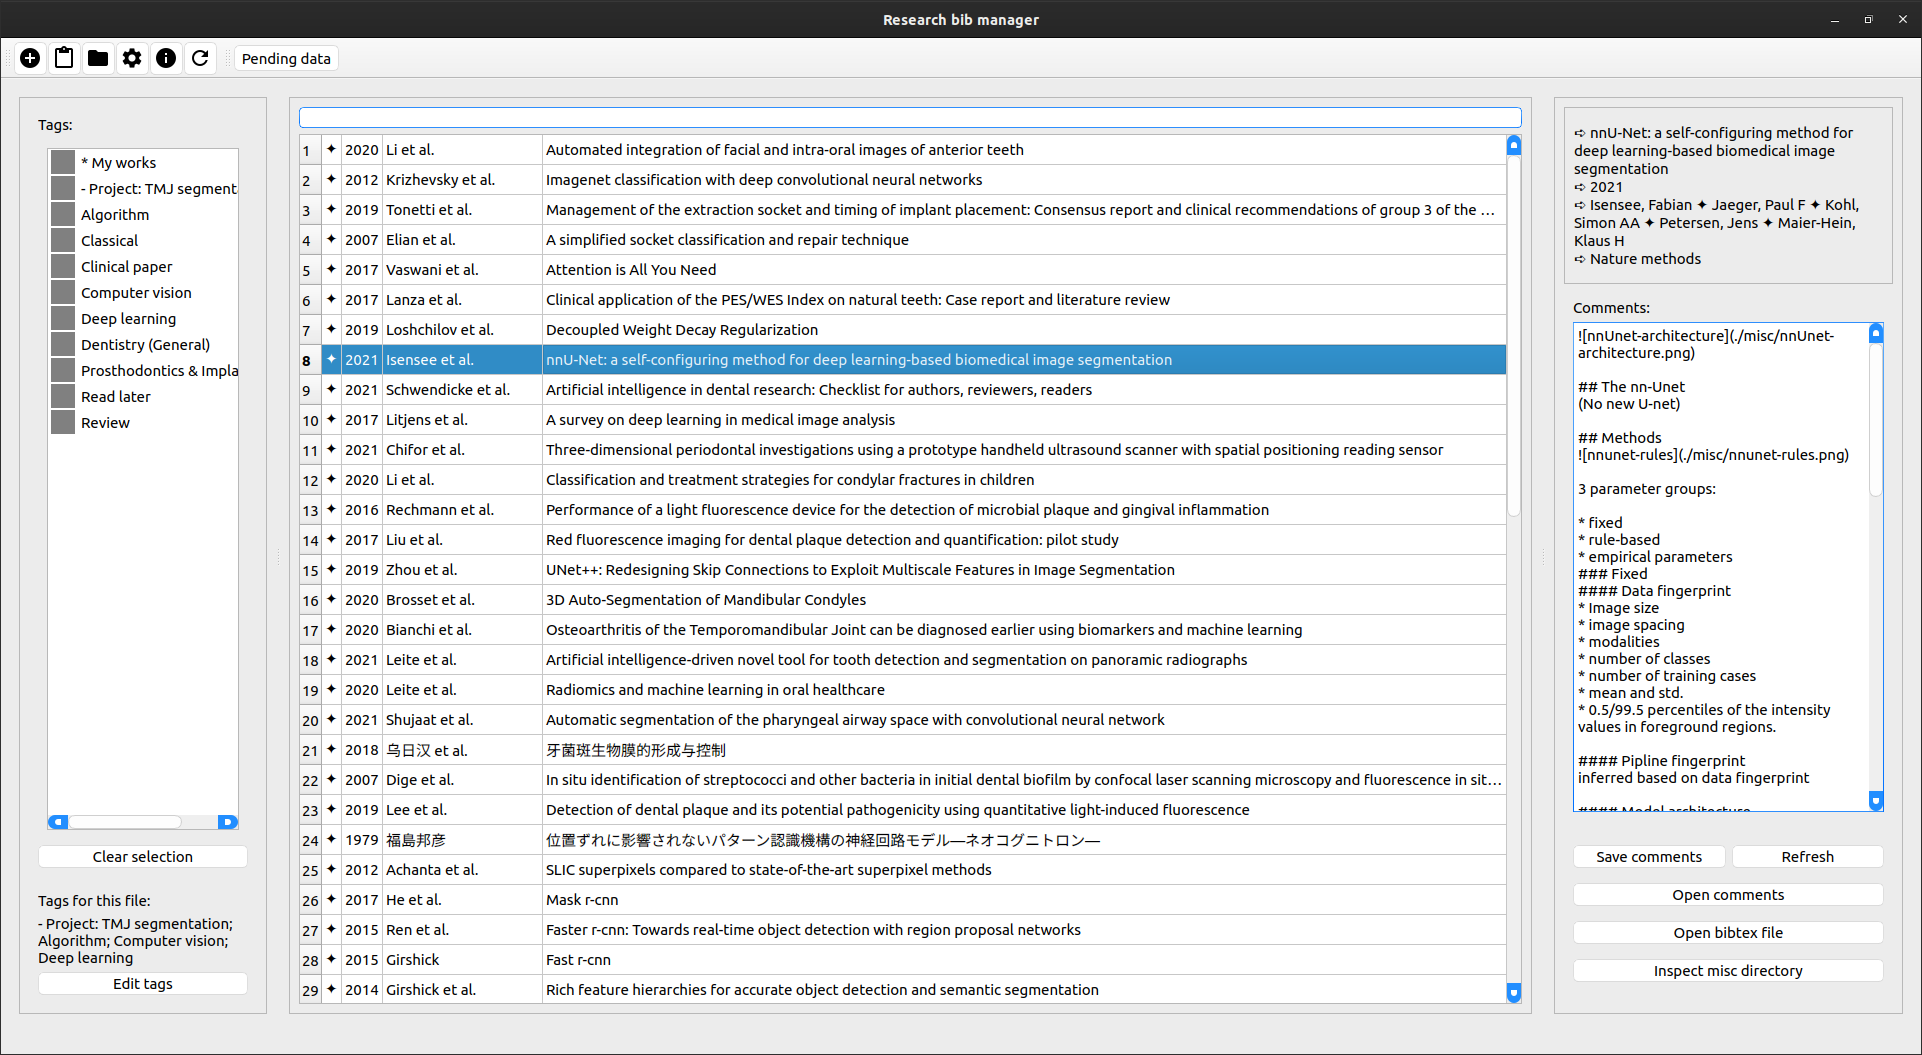 Research bib manager
Pending data
Tags:
* My works
- Project: TMJ segment
Algorithm
Classical
Clinical paper
Computer vision
Deep learning
Dentistry (General)
Prosthodontics & Impla
Read later
Review
Clear selection
Tags for this file:
- Project: TMJ segmentation;
Algorithm; Computer vision;
Deep learning
Edit tags
1 ✦ 2020 Li et al. Automated integration of facial and intra-oral images of anterior teeth
2 ✦ 2012 Krizhevsky et al. Imagenet classification with deep convolutional neural networks
3 ✦ 2019 Tonetti et al. Management of the extraction socket and timing of implant placement: Consensus report and clinical recommendations of group 3 of the …
4 ✦ 2007 Elian et al. A simplified socket classification and repair technique
5 ✦ 2017 Vaswani et al. Attention is All You Need
6 ✦ 2017 Lanza et al. Clinical application of the PES/WES Index on natural teeth: Case report and literature review
7 ✦ 2019 Loshchilov et al. Decoupled Weight Decay Regularization
8 ✦ 2021 Isensee et al. nnU-Net: a self-configuring method for deep learning-based biomedical image segmentation
9 ✦ 2021 Schwendicke et al. Artificial intelligence in dental research: Checklist for authors, reviewers, readers
10 ✦ 2017 Litjens et al. A survey on deep learning in medical image analysis
11 ✦ 2021 Chifor et al. Three-dimensional periodontal investigations using a prototype handheld ultrasound scanner with spatial positioning reading sensor
12 ✦ 2020 Li et al. Classification and treatment strategies for condylar fractures in children
13 ✦ 2016 Rechmann et al. Performance of a light fluorescence device for the detection of microbial plaque and gingival inflammation
14 ✦ 2017 Liu et al. Red fluorescence imaging for dental plaque detection and quantification: pilot study
15 ✦ 2019 Zhou et al. UNet++: Redesigning Skip Connections to Exploit Multiscale Features in Image Segmentation
16 ✦ 2020 Brosset et al. 3D Auto-Segmentation of Mandibular Condyles
17 ✦ 2020 Bianchi et al. Osteoarthritis of the Temporomandibular Joint can be diagnosed earlier using biomarkers and machine learning
18 ✦ 2021 Leite et al. Artificial intelligence-driven novel tool for tooth detection and segmentation on panoramic radiographs
19 ✦ 2020 Leite et al. Radiomics and machine learning in oral healthcare
20 ✦ 2021 Shujaat et al. Automatic segmentation of the pharyngeal airway space with convolutional neural network
21 ✦ 2018 乌日汉 et al. 牙菌斑生物膜的形成与控制
22 ✦ 2007 Dige et al. In situ identification of streptococci and other bacteria in initial dental biofilm by confocal laser scanning microscopy and fluorescence in sit…
23 ✦ 2019 Lee et al. Detection of dental plaque and its potential pathogenicity using quantitative light-induced fluorescence
24 ✦ 1979 福島邦彦 位置ずれに影響されないパターン認識機構の神経回路モデル—ネオコグニトロン—
25 ✦ 2012 Achanta et al. SLIC superpixels compared to state-of-the-art superpixel methods
26 ✦ 2017 He et al. Mask r-cnn
27 ✦ 2015 Ren et al. Faster r-cnn: Towards real-time object detection with region proposal networks
28 ✦ 2015 Girshick Fast r-cnn
29 ✦ 2014 Girshick et al. Rich feature hierarchies for accurate object detection and semantic segmentation
➪ nnU-Net: a self-configuring method for
deep learning-based biomedical image
segmentation
➪ 2021
➪ Isensee, Fabian ✦ Jaeger, Paul F ✦ Kohl,
Simon AA ✦ Petersen, Jens ✦ Maier-Hein,
Klaus H
➪ Nature methods
Comments:
![nnUnet-architecture](./misc/nnUnet-
architecture.png)
## The nn-Unet
(No new U-net)
## Methods
![nnunet-rules](./misc/nnunet-rules.png)
3 parameter groups:
* fixed
* rule-based
* empirical parameters
### Fixed
#### Data fingerprint
* Image size
* image spacing
* modalities
* number of classes
* number of training cases
* mean and std.
* 0.5/99.5 percentiles of the intensity
values in foreground regions.
#### Pipline fingerprint
inferred based on data fingerprint
#### Model architecture
Save comments
Refresh
Open comments
Open bibtex file
Inspect misc directory